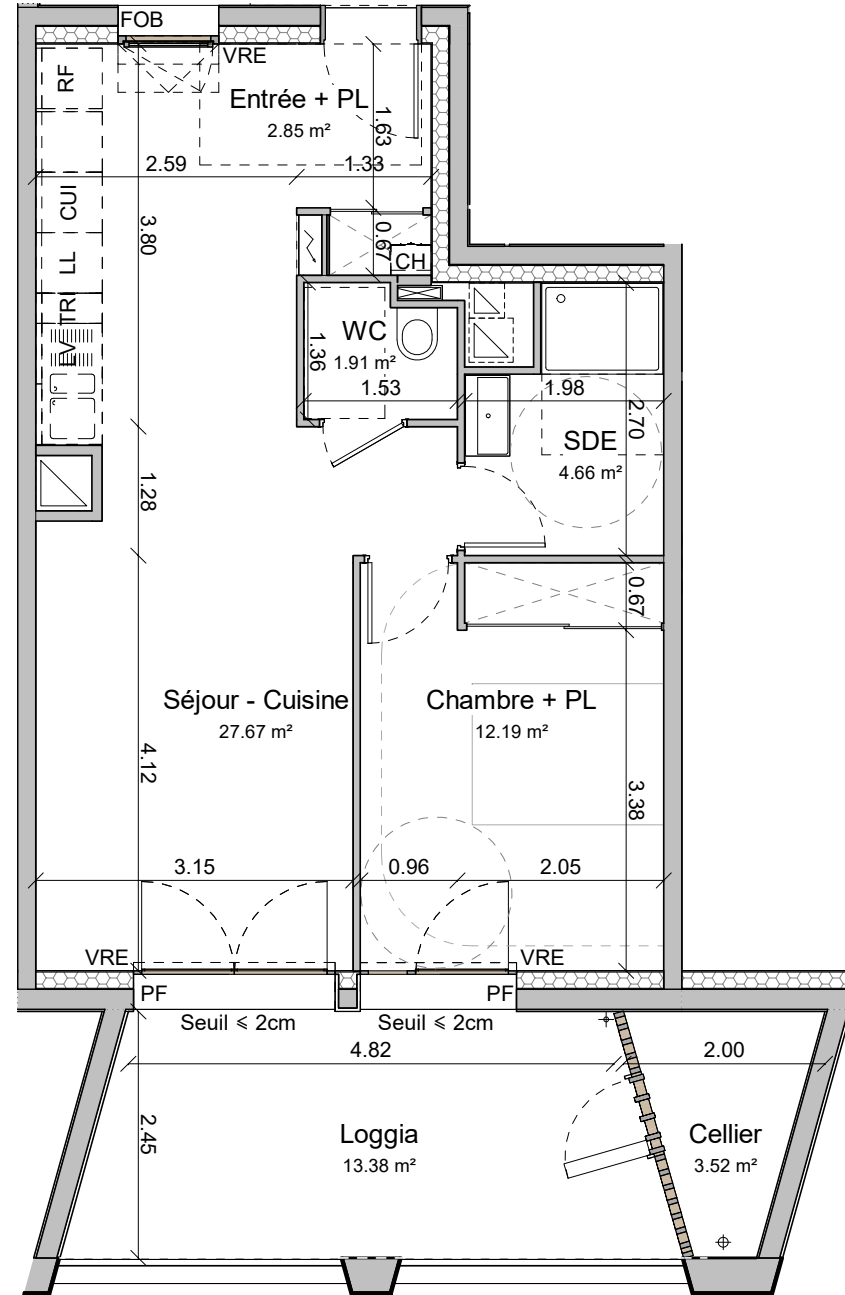 FOB
VRE
RF
Entrée + PL
2.85 m²
1.63
2.59
1.33
CUI
3.80
0.67
LL
CH
TRI
WC
1.91 m²
1.36
LV
1.53
1.98
2.70
SDE
4.66 m²
1.28
0.67
Séjour - Cuisine
27.67 m²
Chambre + PL
12.19 m²
4.12
3.38
3.15
0.96
2.05
VRE
VRE
PF
PF
Seuil ⩽ 2cm
Seuil ⩽ 2cm
4.82
2.00
2.45
Loggia
13.38 m²
Cellier
3.52 m²